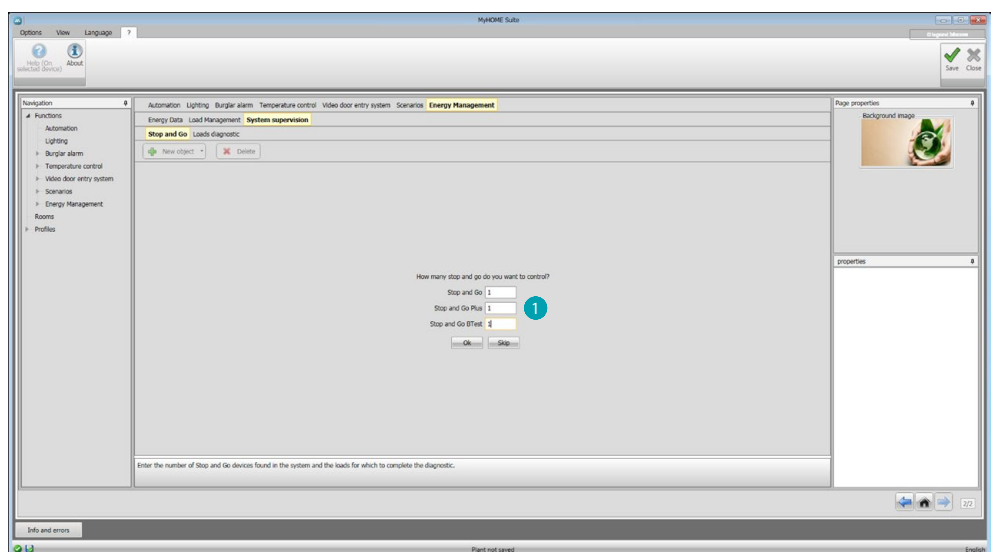 MyHOME Suite
Options View Language ?
Help (On selected device)
About
Save Close
Navigation
Functions
Automation
Lighting
Burglar alarm
Temperature control
Video door entry system
Scenarios
Energy Management
Rooms
Profiles
Automation Lighting Burglar alarm Temperature control Video door entry system Scenarios Energy Management
Energy Data Load Management System supervision
Stop and Go Loads diagnostic
New object Delete
How many stop and go do you want to control?
Stop and Go 1
Stop and Go Plus 1
Stop and Go BTest 1
1
Ok Skip
Enter the number of Stop and Go devices found in the system and the loads for which to complete the diagnostic.
Page properties
Background image
properties
2/2
Info and errors
Plant not saved
English